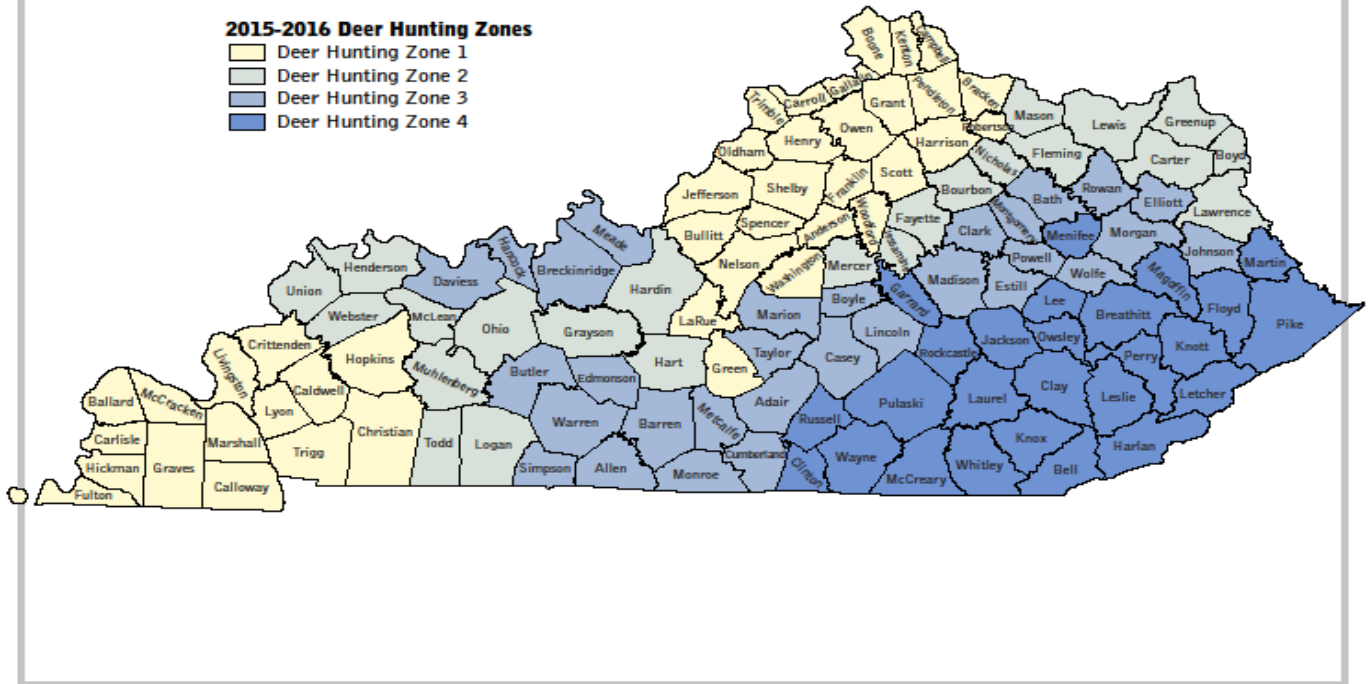 2015-2016 Deer Hunting Zones
Deer Hunting Zone 1
Deer Hunting Zone 2
Deer Hunting Zone 3
Deer Hunting Zone 4
Boone
Kenton
Campbell
Gallatin
Carroll
Trimble
Grant
Pendleton
Bracken
Mason
Lewis
Greenup
Owen
Robertson
Henry
Harrison
Oldham
Fleming
Carter
Boyd
Nicholas
Scott
Franklin
Shelby
Jefferson
Bourbon
Bath
Rowan
Elliott
Lawrence
Spencer
Anderson
Woodford
Fayette
Montgomery
Clark
Menifee
Morgan
Bullitt
Meade
Hancock
Jessamine
Johnson
Martin
Nelson
Washington
Mercer
Powell
Wolfe
Magoffin
Henderson
Daviess
Breckinridge
Hardin
Madison
Estill
Union
Garrard
Boyle
Lee
Floyd
Pike
Webster
McLean
Ohio
Grayson
LaRue
Marion
Lincoln
Breathitt
Crittenden
Hopkins
Hart
Green
Taylor
Casey
Rockcastle
Jackson
Owsley
Perry
Knott
Livingston
Muhlenberg
Butler
Edmonson
Clay
Caldwell
Letcher
Ballard
McCracken
Lyon
Adair
Pulaski
Laurel
Leslie
Warren
Barren
Metcalfe
Russell
Carlisle
Marshall
Christian
Todd
Logan
Knox
Harlan
Trigg
Cumberland
Wayne
Hickman
Graves
Simpson
Allen
Monroe
Clinton
McCreary
Whitley
Bell
Fulton
Calloway